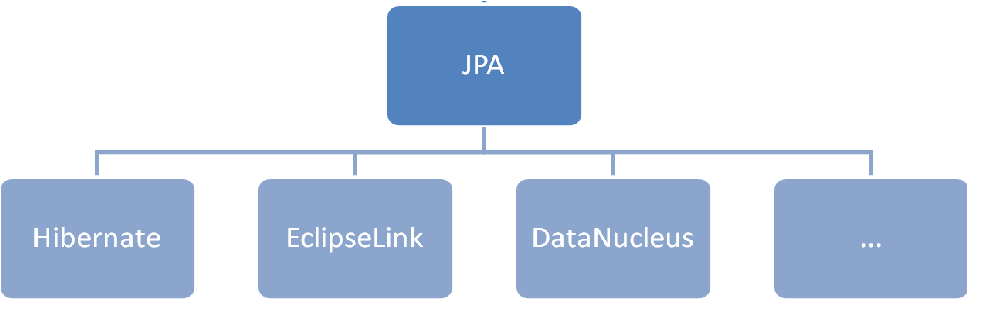 JPA
Hibernate
EclipseLink
DataNucleus
...